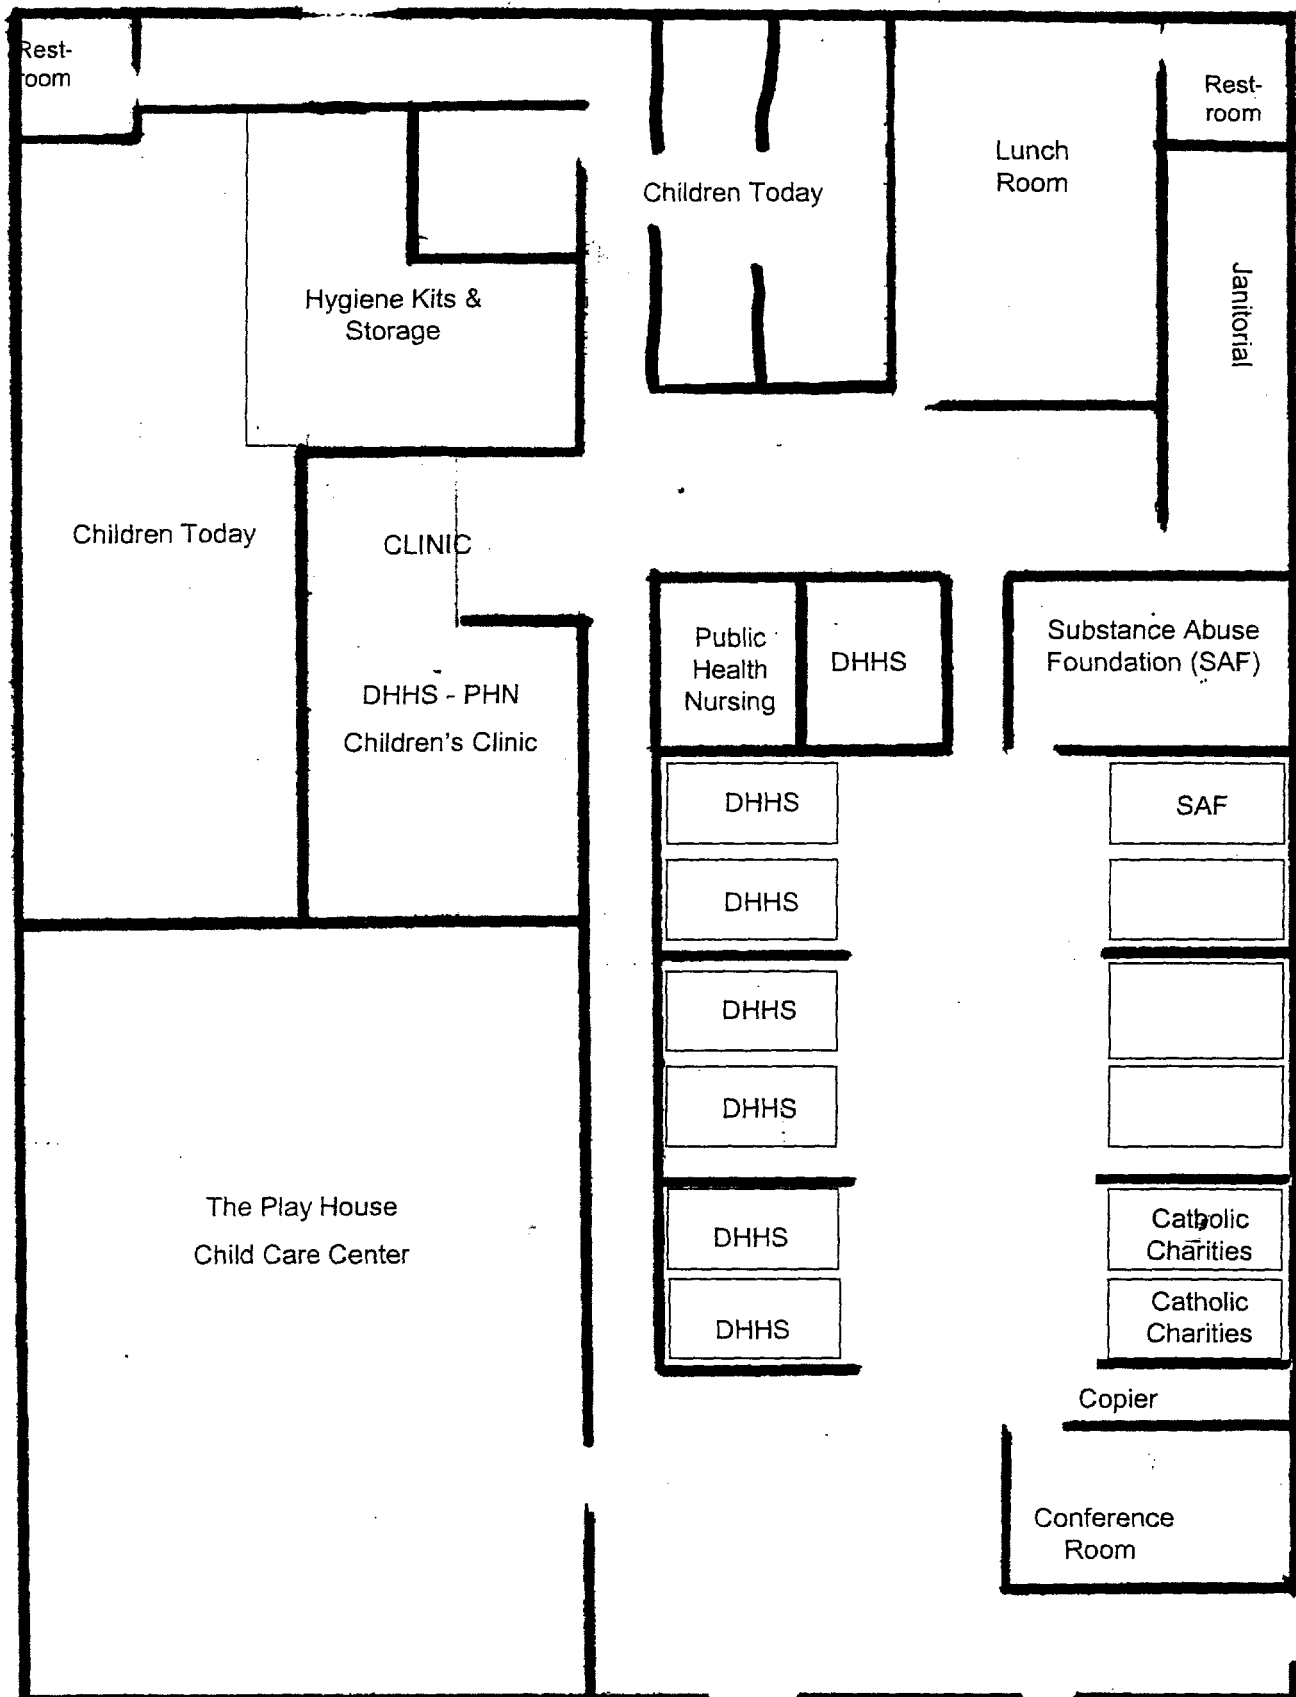 Rest-
room
Rest-
room
Lunch
Room
Children Today
Janitorial
Hygiene Kits &
Storage
Children Today
CLINIC
Public
Health
Nursing
DHHS
Substance Abuse
Foundation (SAF)
DHHS - PHN
Children's Clinic
DHHS
SAF
DHHS
DHHS
DHHS
The Play House
Child Care Center
DHHS
Catholic
Charities
DHHS
Catholic
Charities
Copier
Conference
Room